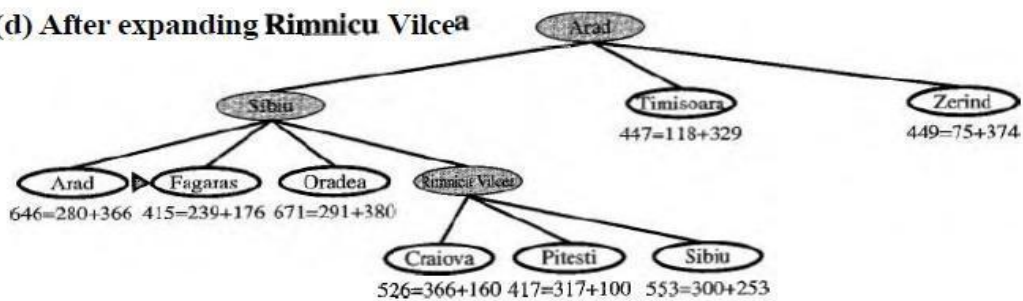 (d) After expanding Rimnicu Vilcea
Arad
Sibiu
Timisoara
Zerind
447=118+329
449=75+374
Arad
Fagaras
Oradea
Rimnicu Vilcea
646=280+366 415=239+176 671=291+380
Craiova
Pitesti
Sibiu
526=366+160 417=317+100 553=300+253